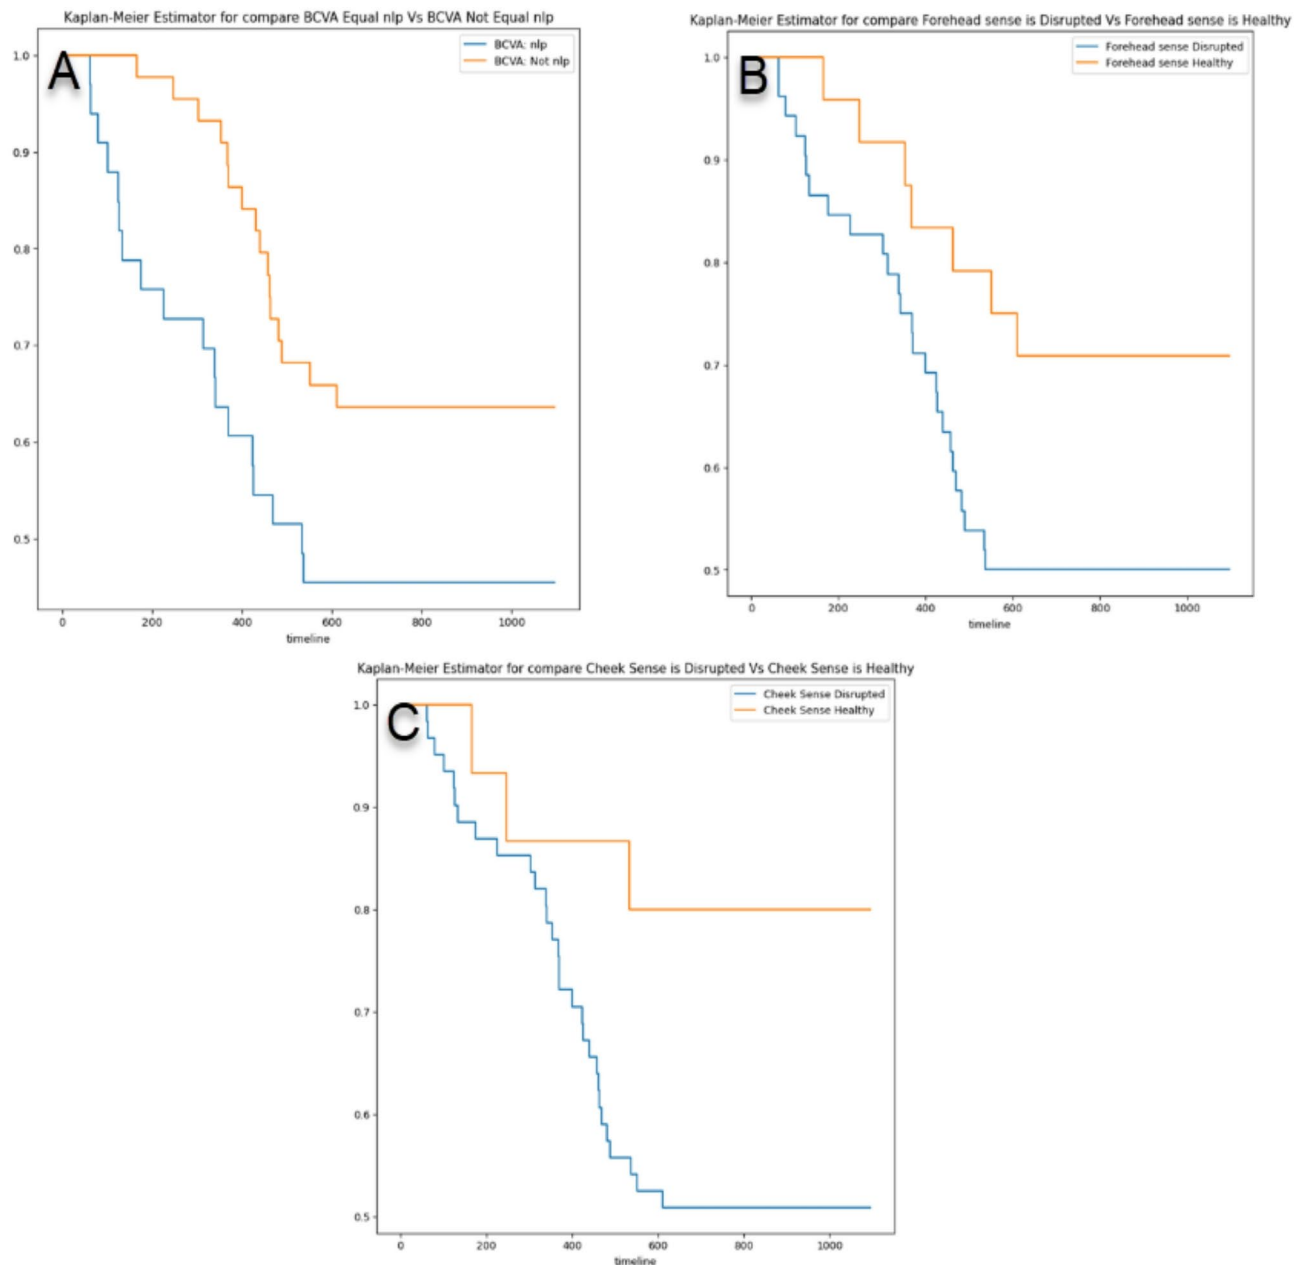 Kaplan-Meier Estimator for compare BCVA Equal nlp Vs BCVA Not Equal nlp
A
BCVA: nlp
BCVA: Not nlp
1.0
0.9
0.8
0.7
0.6
0.5
0 200 400 600 800 1000
timeline
Kaplan-Meier Estimator for compare Forehead sense is Disrupted Vs Forehead sense is Healthy
B
Forehead sense Disrupted
Forehead sense Healthy
1.0
0.9
0.8
0.7
0.6
0.5
0 200 400 600 800 1000
timeline
Kaplan-Meier Estimator for compare Cheek Sense is Disrupted Vs Cheek Sense is Healthy
C
Cheek Sense Disrupted
Cheek Sense Healthy
1.0
0.9
0.8
0.7
0.6
0.5
0 200 400 600 800 1000
timeline